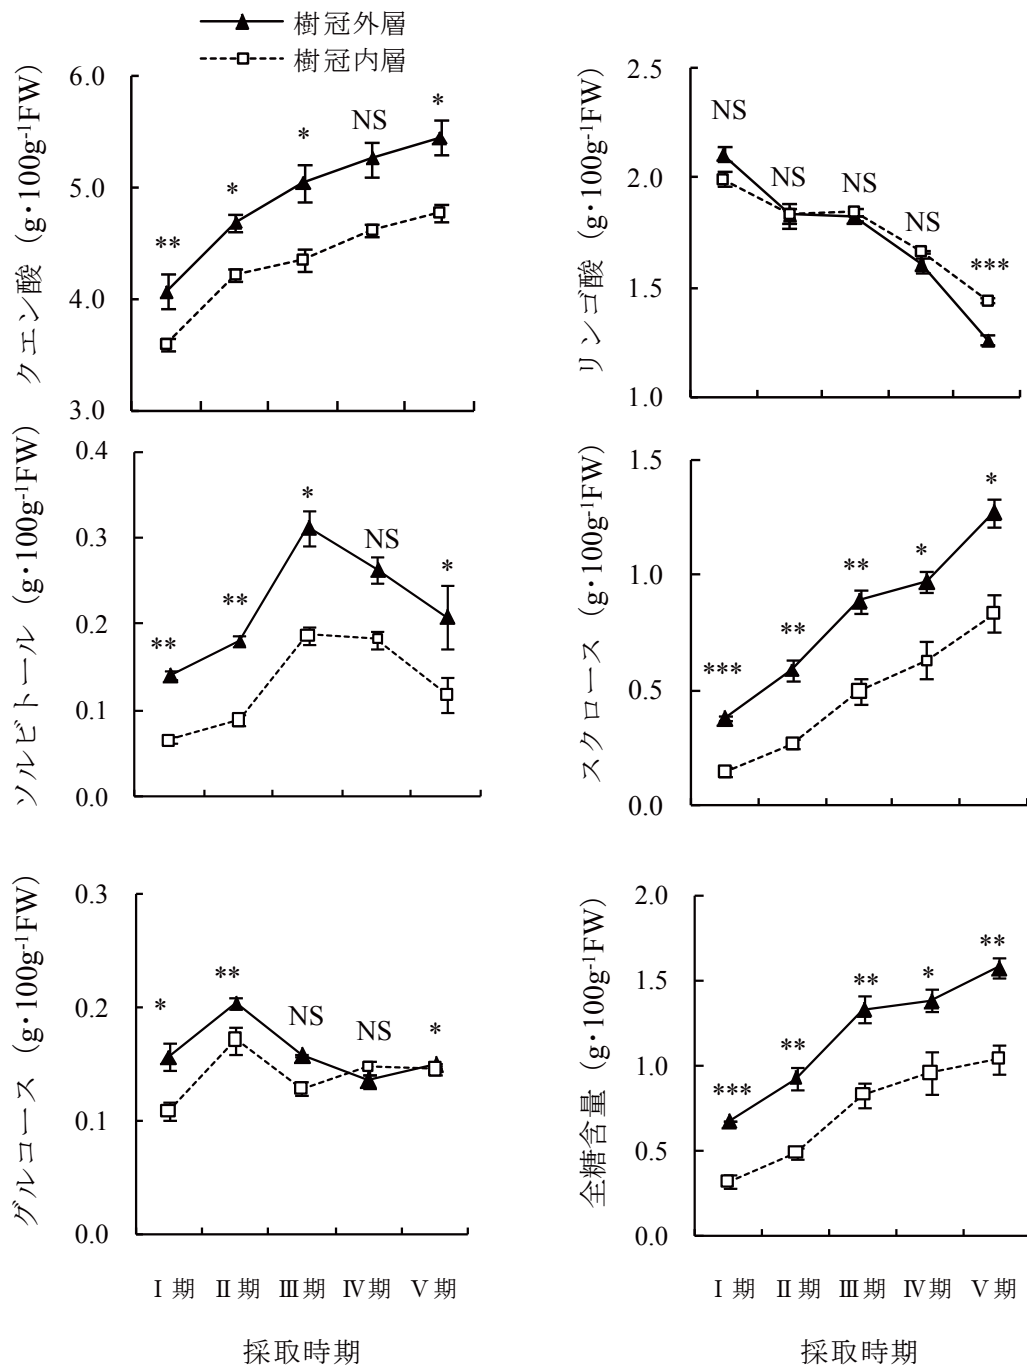 樹冠外層
樹冠内層
クエン酸 (g・100g-1FW)
6.0
5.0
4.0
3.0
**
*
*
NS
*
リンゴ酸 (g・100g-1FW)
2.5
2.0
1.5
1.0
NS
NS
NS
NS
***
ソルビトール (g・100g-1FW)
0.4
0.3
0.2
0.1
0.0
**
**
*
NS
*
スクロース (g・100g-1FW)
1.5
1.0
0.5
0.0
***
**
**
*
*
グルコース (g・100g-1FW)
0.3
0.2
0.1
0.0
*
**
NS
NS
*
Ⅰ期 Ⅱ期 Ⅲ期 Ⅳ期 Ⅴ期
採取時期
全糖含量 (g・100g-1FW)
2.0
1.5
1.0
0.5
0.0
***
**
**
*
**
Ⅰ期 Ⅱ期 Ⅲ期 Ⅳ期 Ⅴ期
採取時期